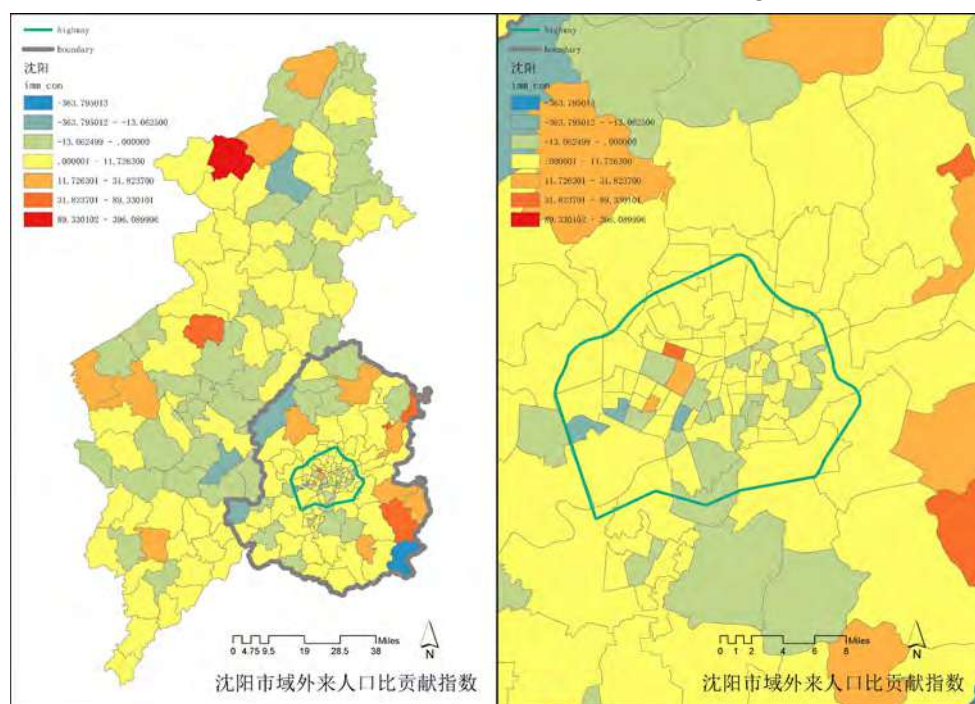 highway
boundary
沈阳
imm_con
-363.795013
-363.795012 - -13.062500
-13.062499 - .000000
.000001 - 11.726300
11.726301 - 31.823700
31.823701 - 89.330101
89.330102 - 396.089996
Miles
0 4.75 9.5 19 28.5 38
N
沈阳市域外来人口比贡献指数
highway
boundary
沈阳
imm_con
-363.795013
-363.795012 - -13.062500
-13.062499 - .000000
.000001 - 11.726300
11.726301 - 31.823700
31.823701 - 89.330101
89.330102 - 396.089996
Miles
0 1 2 4 6 8
N
沈阳市域外来人口比贡献指数